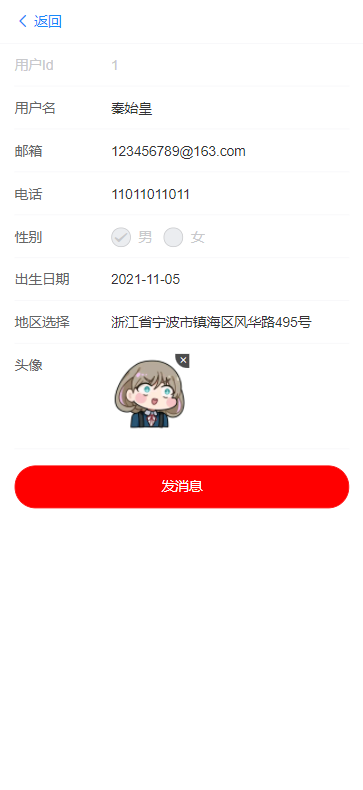 返回
用户Id 1
用户名 秦始皇
邮箱 123456789@163.com
电话 11011011011
性别 男 女
出生日期 2021-11-05
地区选择 浙江省宁波市镇海区风华路495号
头像
发消息